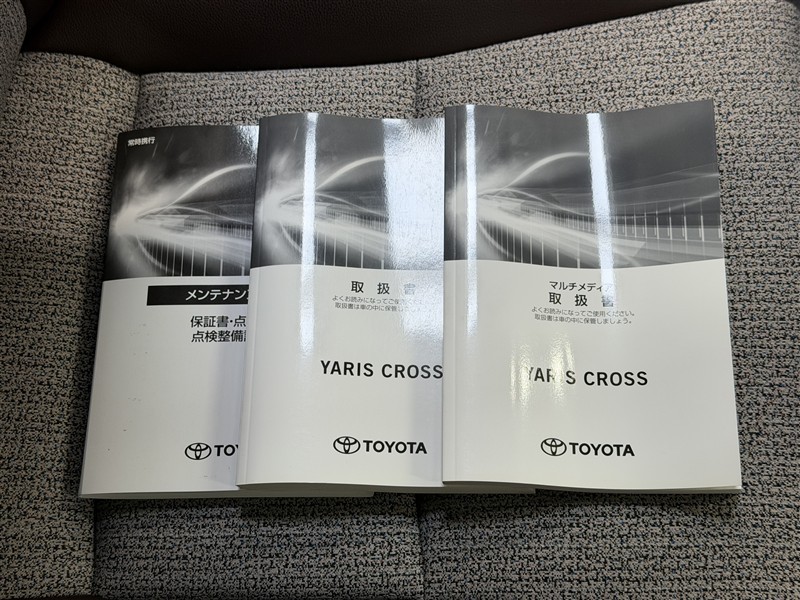 常時携行
メンテナンス
保証書・点
点検整備
TOYOTA
取扱書
よくお読みになってご使用くだ
取扱書は車の中に保管しましょ
YARIS CROSS
TOYOTA
マルチメディア
取扱書
よくお読みになってご使用ください。
取扱書は車の中に保管しましょう。
YARIS CROSS
TOYOTA